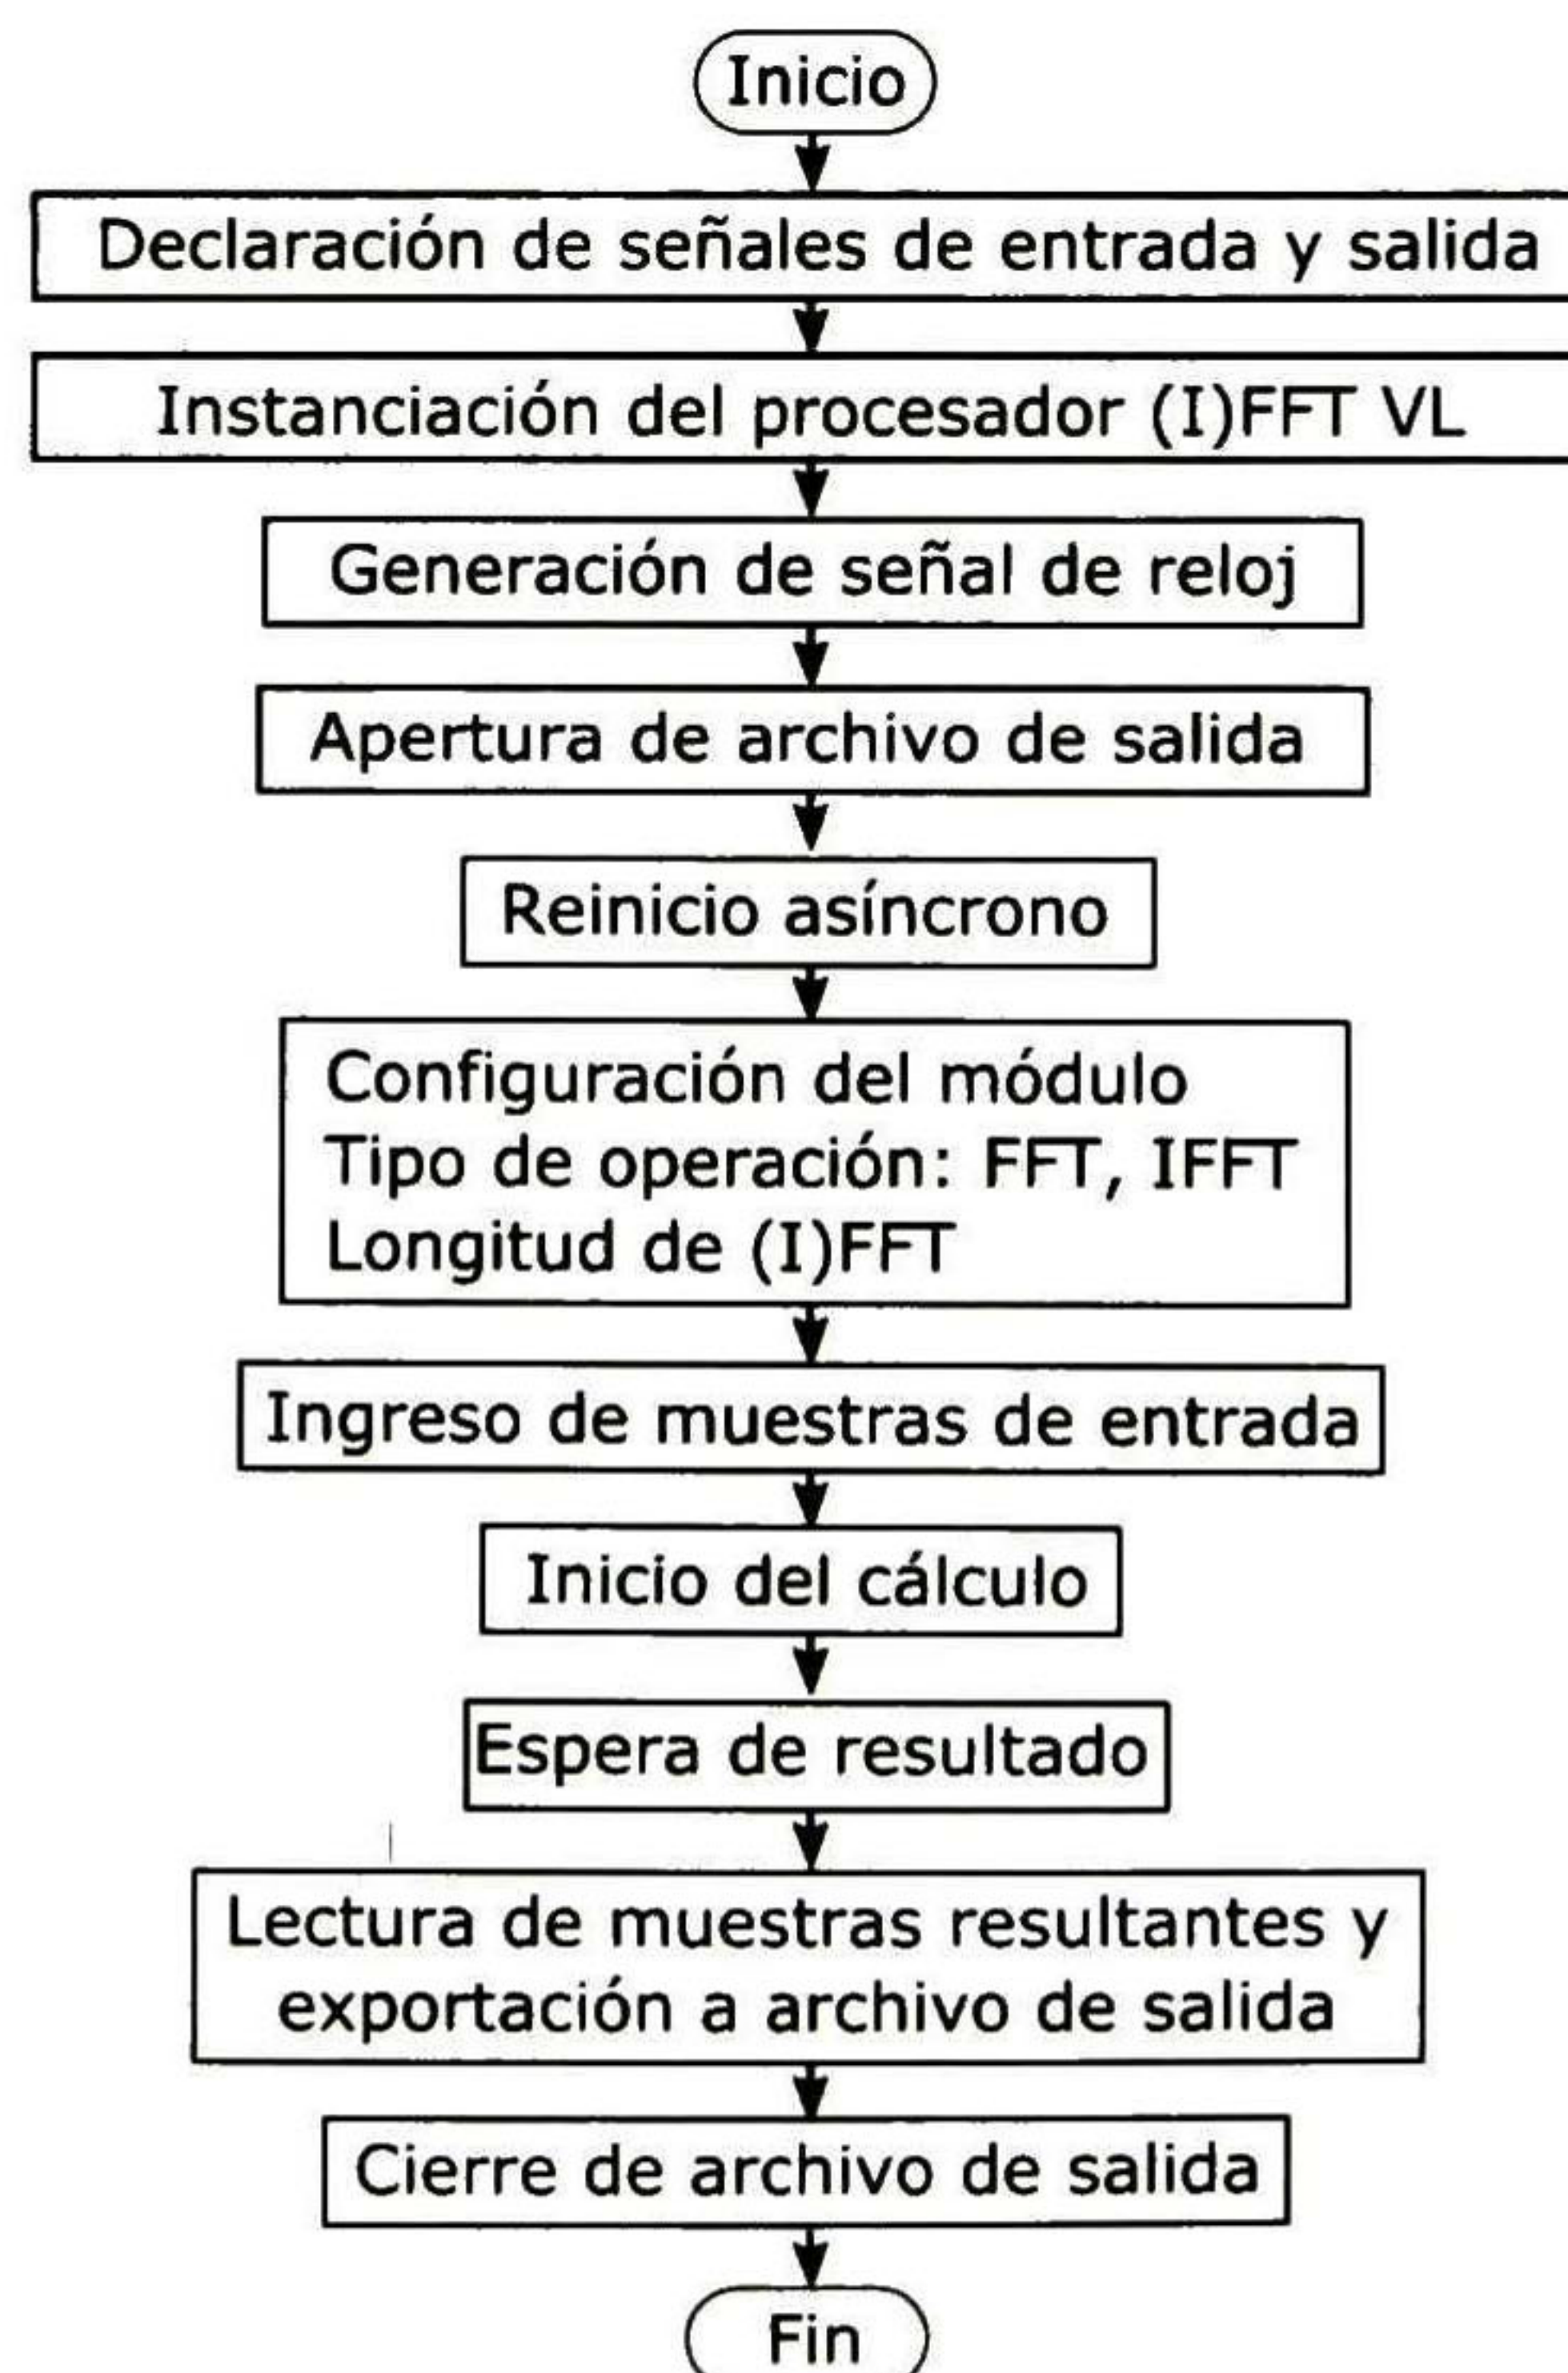 Inicio
Declaración de señales de entrada y salida
Instanciación del procesador (I)FFT VL
Generación de señal de reloj
Apertura de archivo de salida
Reinicio asíncrono
Configuración del módulo
Tipo de operación: FFT, IFFT
Longitud de (I)FFT
Ingreso de muestras de entrada
Inicio del cálculo
Espera de resultado
Lectura de muestras resultantes y
exportación a archivo de salida
Cierre de archivo de salida
Fin